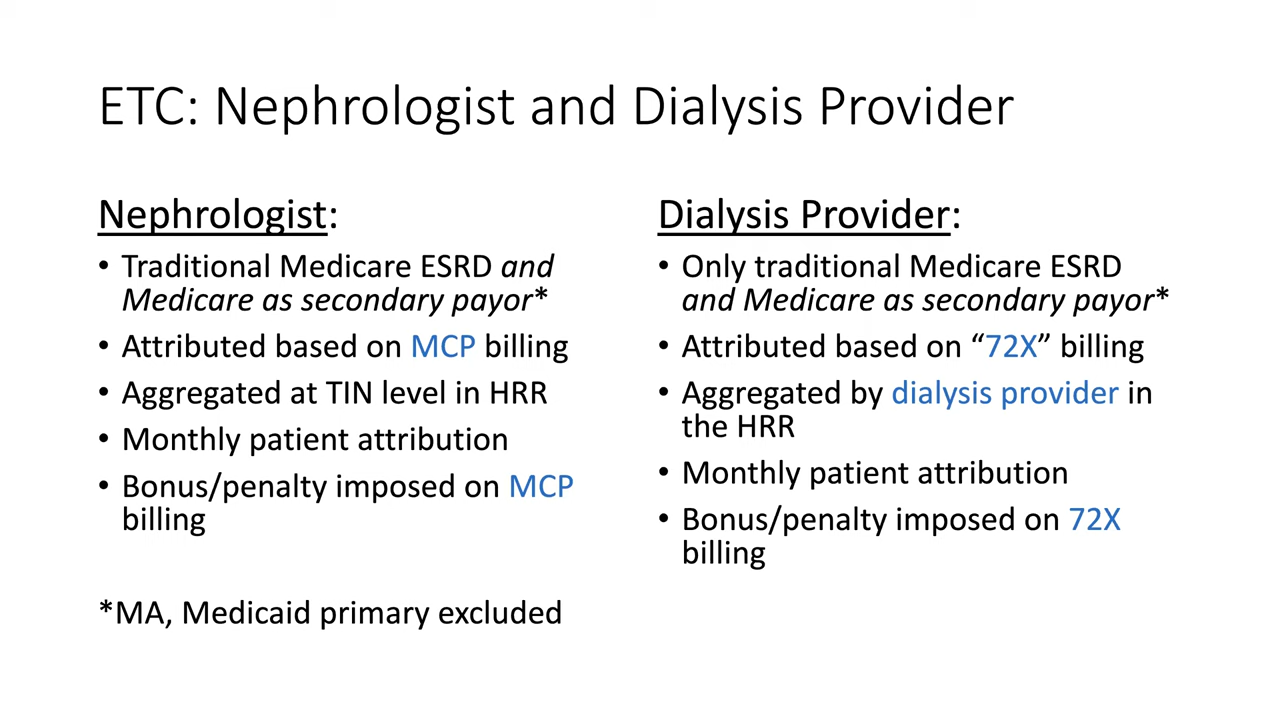 ETC: Nephrologist and Dialysis Provider
Nephrologist:
• Traditional Medicare ESRD and
Medicare as secondary payor*
• Attributed based on MCP billing
• Aggregated at TIN level in HRR
• Monthly patient attribution
• Bonus/penalty imposed on MCP
billing
*MA, Medicaid primary excluded
Dialysis Provider:
• Only traditional Medicare ESRD
and Medicare as secondary payor*
• Attributed based on “72X” billing
• Aggregated by dialysis provider in
the HRR
• Monthly patient attribution
• Bonus/penalty imposed on 72X
billing